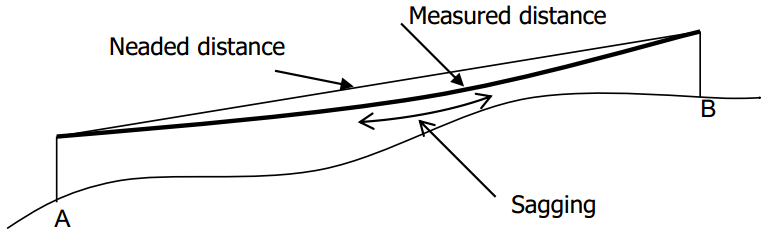 Measured distance
Neaded distance
B
Sagging
A